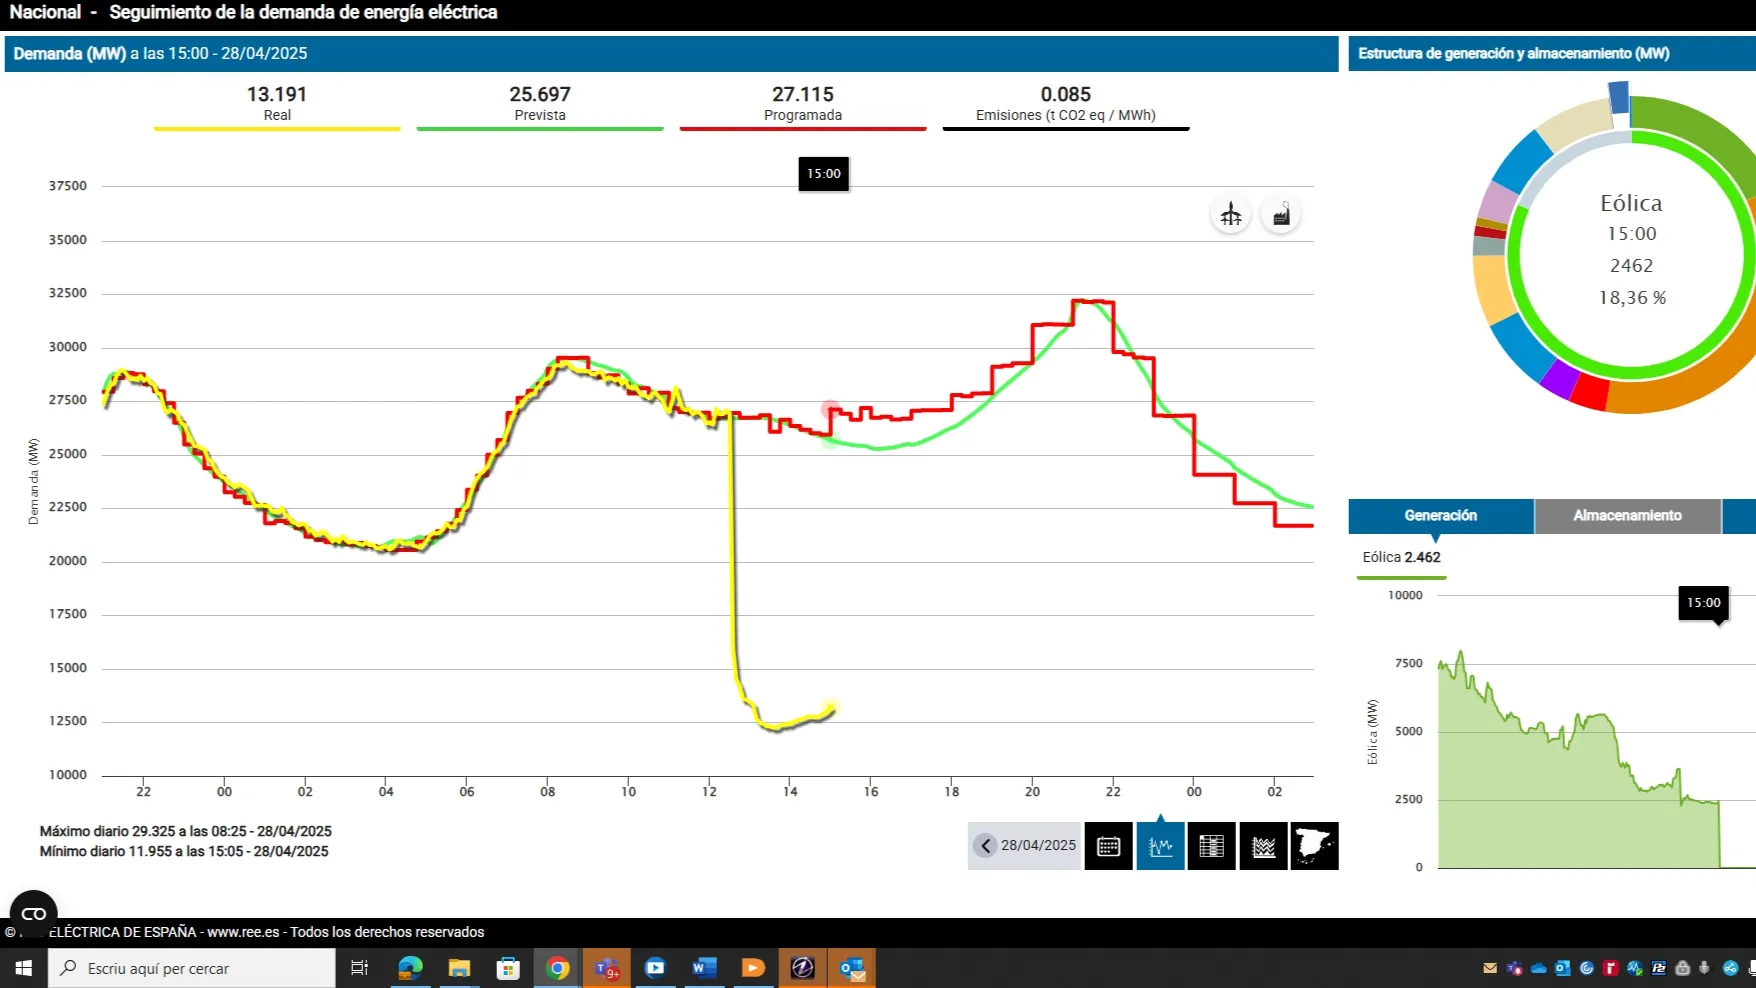 Nacional - Seguimiento de la demanda de energía eléctrica
Demanda (MW) a las 15:00 - 28/04/2025
13.191
Real
25.697
Prevista
27.115
Programada
0.085
Emisiones (t CO2 eq / MWh)
15:00
37500
35000
32500
30000
27500
25000
22500
20000
17500
15000
12500
10000
Demanda (MW)
22 00 02 04 06 08 10 12 14 16 18 20 22 00 02
Máximo diario 29.325 a las 08:25 - 28/04/2025
Mínimo diario 11.955 a las 15:05 - 28/04/2025
28/04/2025
Estructura de generación y almacenamiento (MW)
Eólica
15:00
2462
18,36 %
Generación
Almacenamiento
Eólica 2.462
15:00
10000
7500
5000
2500
0
Eólica (MW)
© ELÉCTRICA DE ESPAÑA - www.ree.es - Todos los derechos reservados
Escriu aquí per cercar
9+